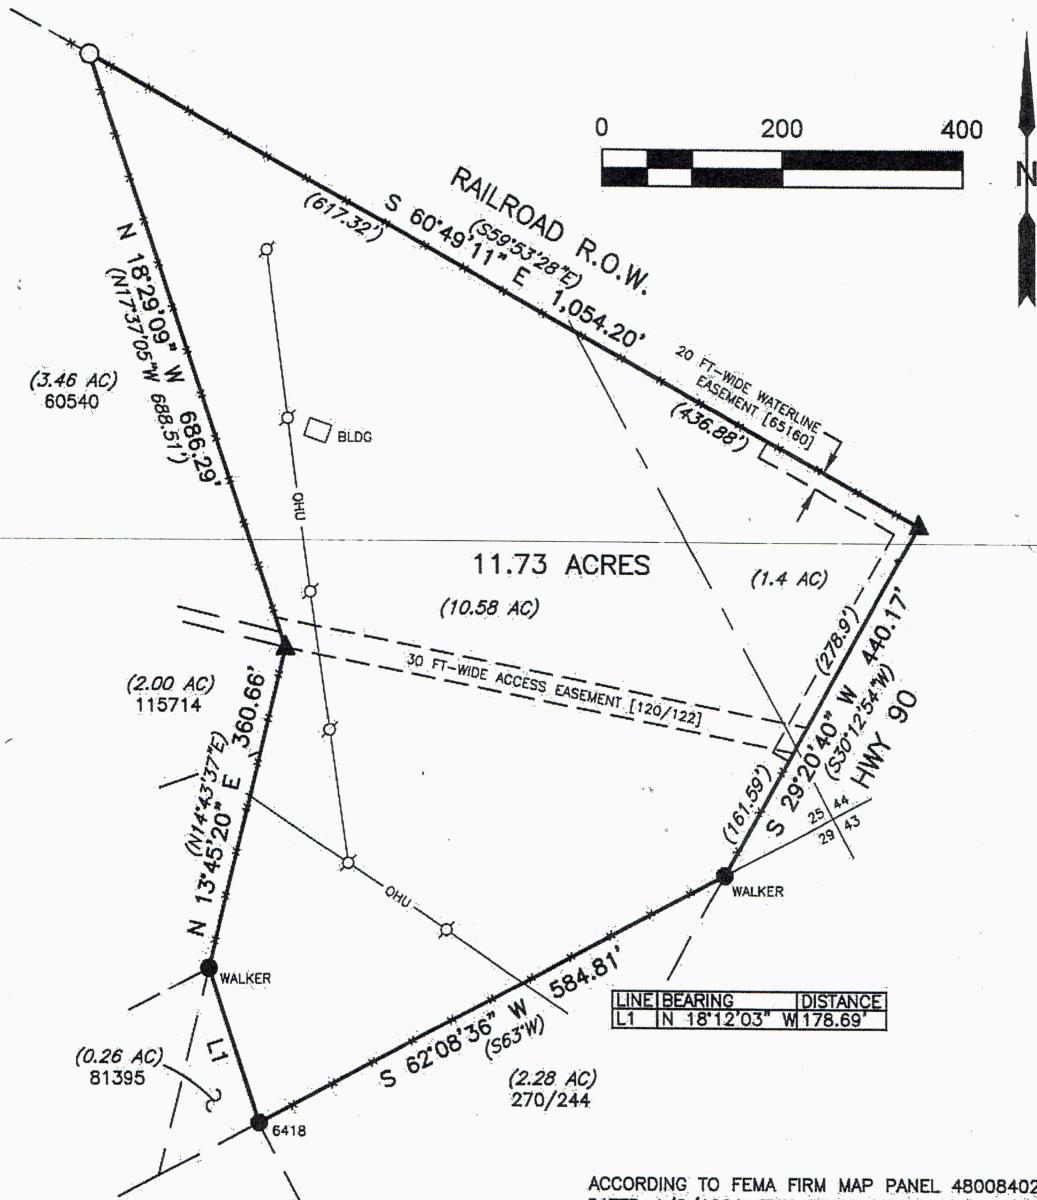 0 200 400
N
RAILROAD R.O.W.
(S59°53'28"E)
S 60°49'11" E 1,054.20'
(617.32')
20 FT-WIDE WATERLINE
EASEMENT [65160]
(436.88')
N 18°29'09" W 686.29'
(N17°37'05"W 688.51')
(3.46 AC)
60540
BLDG
OHU
11.73 ACRES
(10.58 AC)
(1.4 AC)
30 FT-WIDE ACCESS EASEMENT [120/122]
(278.9')
S 29°20'40" W 440.17'
(S30°12'54"W)
HWY 90
(161.59')
(2.00 AC)
115714
N 13°45'20" E 360.66'
(N14°43'37"E)
25 44
29 43
WALKER
OHU
WALKER
LINE BEARING DISTANCE
L1 N 18°12'03" W 178.69'
S 62°08'36" W 584.81'
(S63°W)
L1
(0.26 AC)
81395
(2.28 AC)
270/244
6418
ACCORDING TO FEMA FIRM MAP PANEL 48008402